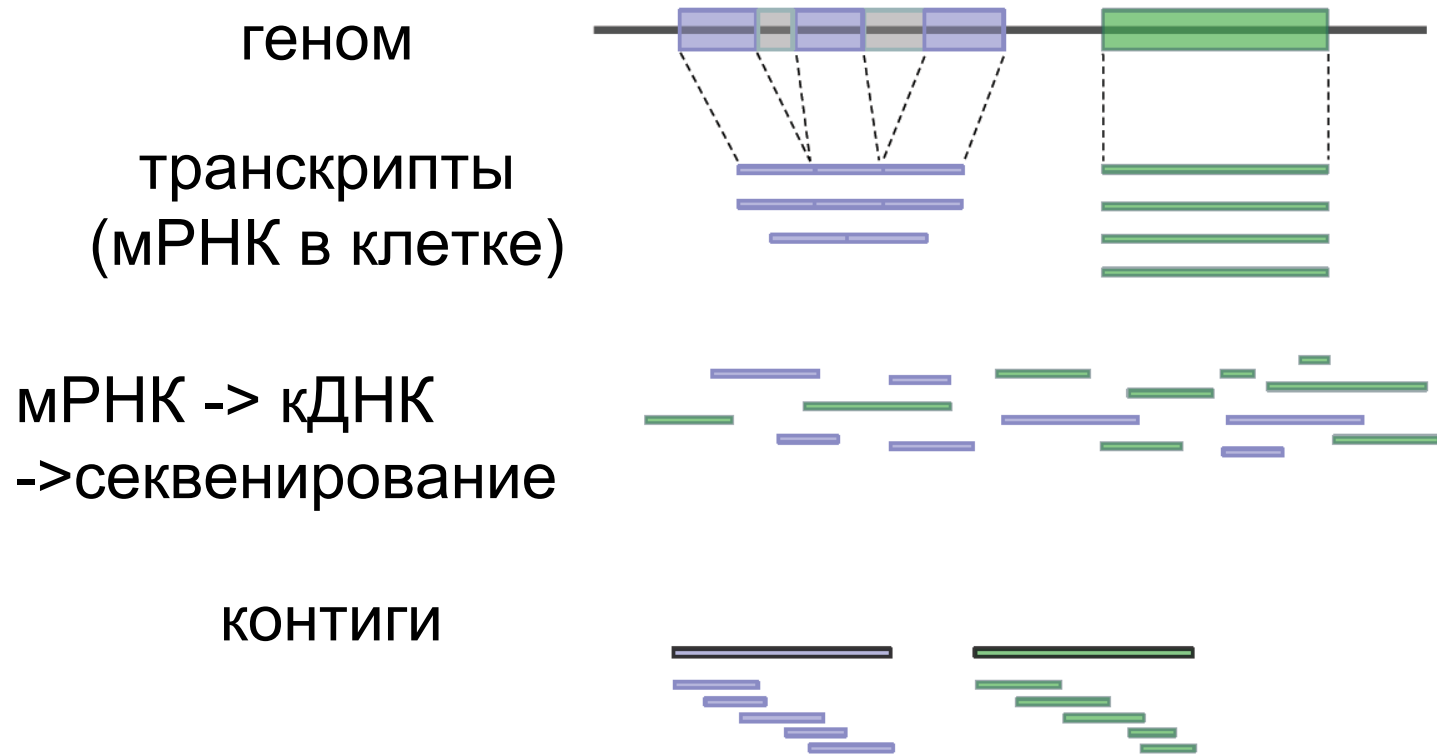 геном
транскрипты
(мРНК в клетке)
мРНК -> кДНК
->секвенирование
контиги